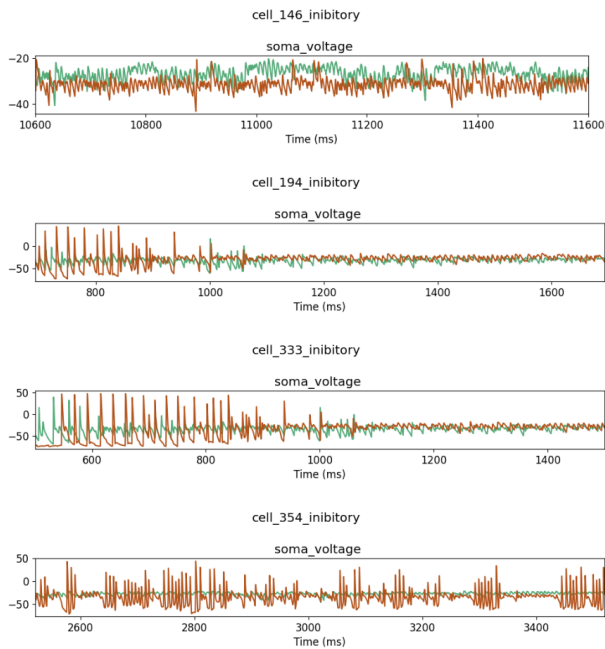 cell_146_inibitory
soma_voltage
−20
−40
10600 10800 11000 11200 11400 11600
Time (ms)
cell_194_inibitory
soma_voltage
0
−50
800 1000 1200 1400 1600
Time (ms)
cell_333_inibitory
soma_voltage
50
0
−50
600 800 1000 1200 1400
Time (ms)
cell_354_inibitory
soma_voltage
50
0
−50
2600 2800 3000 3200 3400
Time (ms)